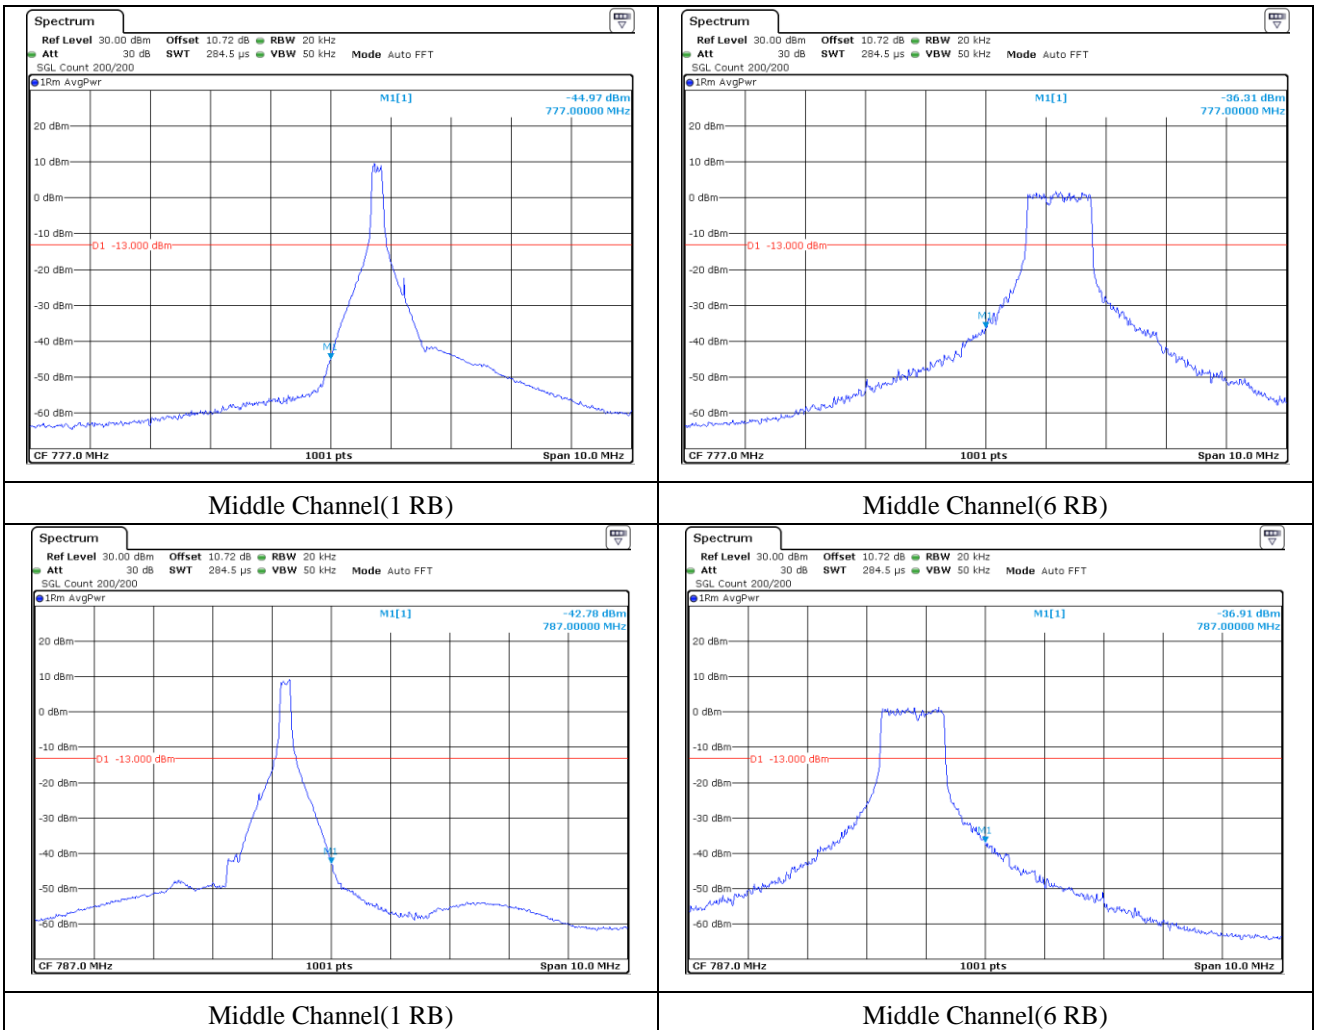 Spectrum
Ref Level 30.00 dBm Offset 10.72 dB RBW 20 kHz
Att 30 dB SWT 284.5 µs VBW 50 kHz Mode Auto FFT
SGL Count 200/200
1Rm AvgPwr
M1[1] -44.97 dBm
777.00000 MHz
20 dBm
10 dBm
0 dBm
-10 dBm
D1 -13.000 dBm
-20 dBm
-30 dBm
M1
-40 dBm
-50 dBm
-60 dBm
CF 777.0 MHz 1001 pts Span 10.0 MHz
Middle Channel(1 RB)
Spectrum
Ref Level 30.00 dBm Offset 10.72 dB RBW 20 kHz
Att 30 dB SWT 284.5 µs VBW 50 kHz Mode Auto FFT
SGL Count 200/200
1Rm AvgPwr
M1[1] -36.31 dBm
777.00000 MHz
20 dBm
10 dBm
0 dBm
-10 dBm
D1 -13.000 dBm
-20 dBm
-30 dBm
M1
-40 dBm
-50 dBm
-60 dBm
CF 777.0 MHz 1001 pts Span 10.0 MHz
Middle Channel(6 RB)
Spectrum
Ref Level 30.00 dBm Offset 10.72 dB RBW 20 kHz
Att 30 dB SWT 284.5 µs VBW 50 kHz Mode Auto FFT
SGL Count 200/200
1Rm AvgPwr
M1[1] -42.78 dBm
787.00000 MHz
20 dBm
10 dBm
0 dBm
-10 dBm
D1 -13.000 dBm
-20 dBm
-30 dBm
-40 dBm
M1
-50 dBm
-60 dBm
CF 787.0 MHz 1001 pts Span 10.0 MHz
Middle Channel(1 RB)
Spectrum
Ref Level 30.00 dBm Offset 10.72 dB RBW 20 kHz
Att 30 dB SWT 284.5 µs VBW 50 kHz Mode Auto FFT
SGL Count 200/200
1Rm AvgPwr
M1[1] -36.91 dBm
787.00000 MHz
20 dBm
10 dBm
0 dBm
-10 dBm
D1 -13.000 dBm
-20 dBm
-30 dBm
M1
-40 dBm
-50 dBm
-60 dBm
CF 787.0 MHz 1001 pts Span 10.0 MHz
Middle Channel(6 RB)